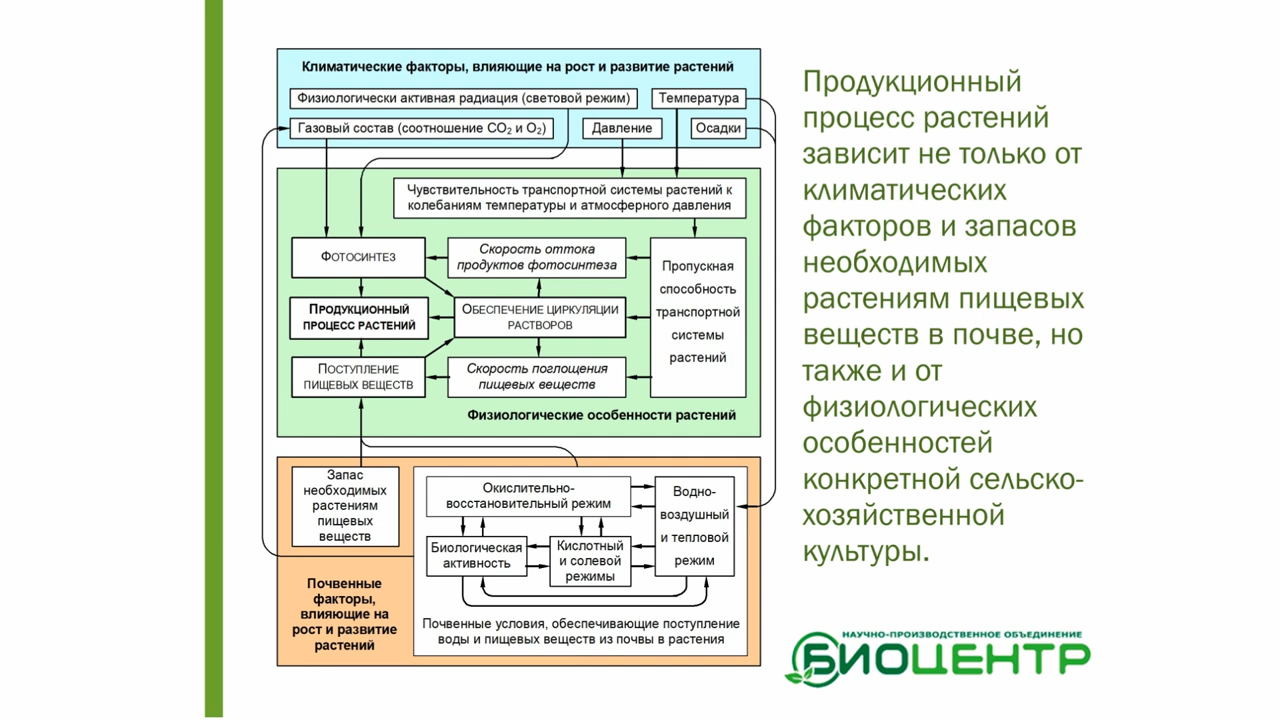 Климатические факторы, влияющие на рост и развитие растений
Физиологически активная радиация (световой режим)
Температура
Газовый состав (соотношение CO₂ и O₂)
Давление
Осадки
Чувствительность транспортной системы растений к
колебаниям температуры и атмосферного давления
ФОТОСИНТЕЗ
Скорость оттока
продуктов фотосинтеза
Пропускная
способность
транспортной
системы
растений
ПРОДУКЦИОННЫЙ
ПРОЦЕСС РАСТЕНИЙ
ОБЕСПЕЧЕНИЕ ЦИРКУЛЯЦИИ
РАСТВОРОВ
ПОСТУПЛЕНИЕ
ПИЩЕВЫХ ВЕЩЕСТВ
Скорость поглощения
пищевых веществ
Физиологические особенности растений
Запас
необходимых
растениям
пищевых
веществ
Окислительно-
восстановительный режим
Водно-
воздушный
и тепловой
режим
Биологическая
активность
Кислотный
и солевой
режимы
Почвенные
факторы,
влияющие на
рост и развитие
растений
Почвенные условия, обеспечивающие поступление
воды и пищевых веществ из почвы в растения
Продукционный
процесс растений
зависит не только от
климатических
факторов и запасов
необходимых
растениям пищевых
веществ в почве, но
также и от
физиологических
особенностей
конкретной сельско-
хозяйственной
культуры.
НАУЧНО-ПРОИЗВОДСТВЕННОЕ ОБЪЕДИНЕНИЕ
БИОЦЕНТР